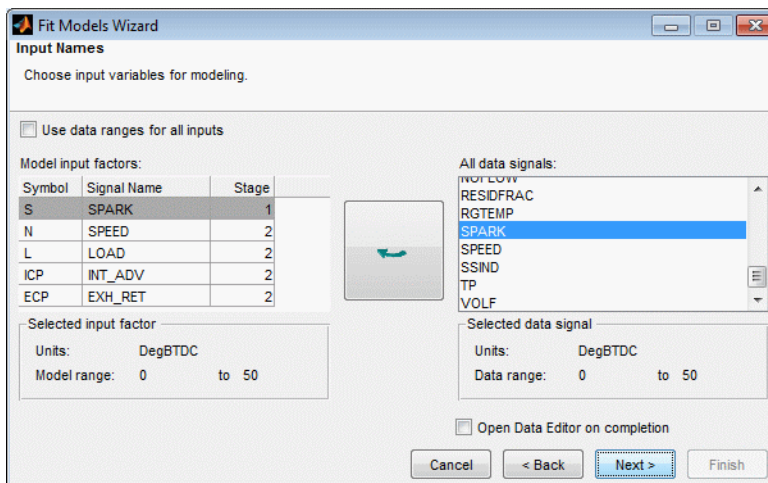 Fit Models Wizard
Input Names
Choose input variables for modeling.
Use data ranges for all inputs
Model input factors:
Symbol Signal Name Stage
S SPARK 1
N SPEED 2
L LOAD 2
ICP INT_ADV 2
ECP EXH_RET 2
Selected input factor
Units: DegBTDC
Model range: 0 to 50
All data signals:
RESIDFRAC
RGTEMP
SPARK
SPEED
SSIND
TP
VOLF
Selected data signal
Units: DegBTDC
Data range: 0 to 50
Open Data Editor on completion
Cancel < Back Next > Finish